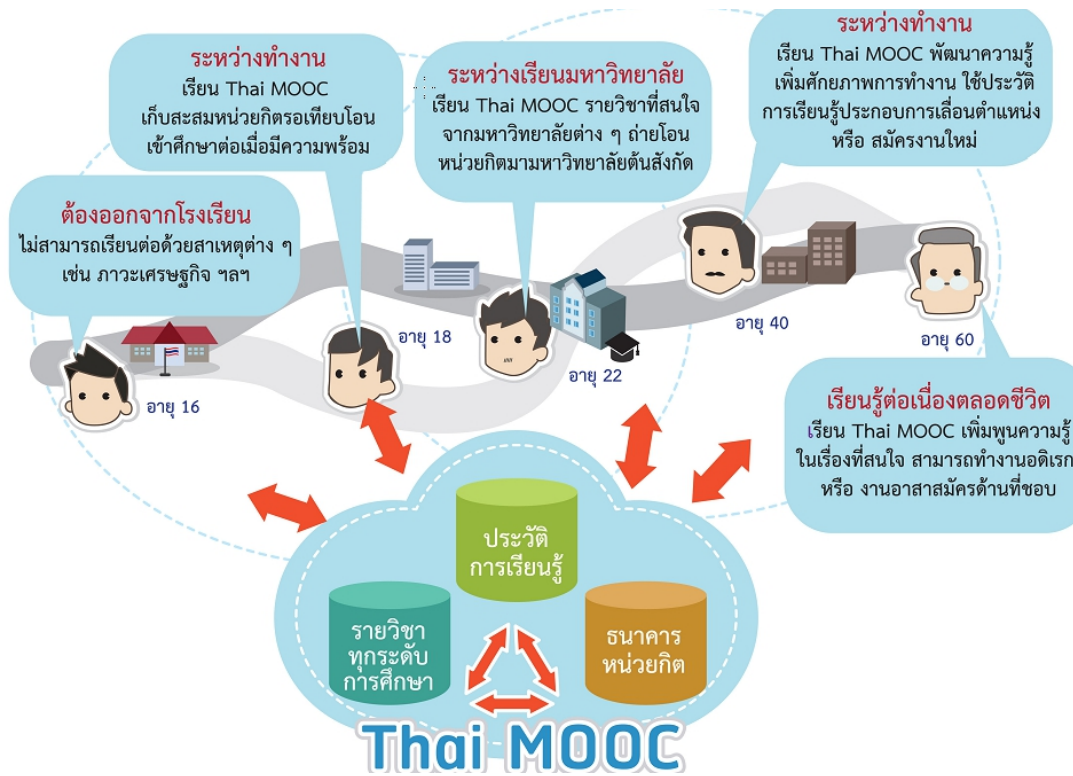 ระหว่างทำงาน
เรียน Thai MOOC
เก็บสะสมหน่วยกิตรอเทียบโอน
เข้าศึกษาต่อเมื่อมีความพร้อม
ระหว่างเรียนมหาวิทยาลัย
เรียน Thai MOOC รายวิชาที่สนใจ
จากมหาวิทยาลัยต่าง ๆ ถ่ายโอน
หน่วยกิตมามหาวิทยาลัยต้นสังกัด
ระหว่างทำงาน
เรียน Thai MOOC พัฒนาความรู้
เพิ่มศักยภาพการทำงาน ใช้ประวัติ
การเรียนรู้ประกอบการเลื่อนตำแหน่ง
หรือ สมัครงานใหม่
ต้องออกจากโรงเรียน
ไม่สามารถเรียนต่อด้วยสาเหตุต่าง ๆ
เช่น ภาวะเศรษฐกิจ ฯลฯ
อายุ 16
อายุ 18
อายุ 22
อายุ 40
อายุ 60
เรียนรู้ต่อเนื่องตลอดชีวิต
เรียน Thai MOOC เพิ่มพูนความรู้
ในเรื่องที่สนใจ สามารถทำงานอดิเรก
หรือ งานอาสาสมัครด้านที่ชอบ
ประวัติ
การเรียนรู้
รายวิชา
ทุกระดับ
การศึกษา
ธนาคาร
หน่วยกิต
Thai MOOC